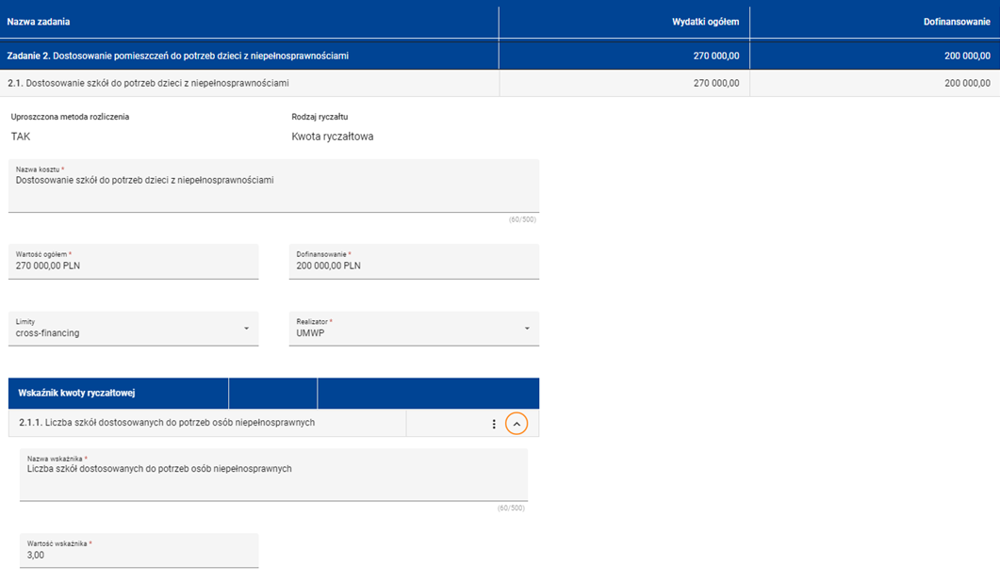 Nazwa zadania Wydatki ogółem Dofinansowanie
Zadanie 2. Dostosowanie pomieszczeń do potrzeb dzieci z niepełnosprawnościami 270 000,00 200 000,00
2.1. Dostosowanie szkół do potrzeb dzieci z niepełnosprawnościami 270 000,00 200 000,00
Uproszczona metoda rozliczenia Rodzaj ryczałtu
TAK Kwota ryczałtowa
Nazwa kosztu *
Dostosowanie szkół do potrzeb dzieci z niepełnosprawnościami
(60/500)
Wartość ogółem * Dofinansowanie *
270 000,00 PLN 200 000,00 PLN
Limity Realizator *
cross-financing UMWP
Wskaźnik kwoty ryczałtowej
2.1.1. Liczba szkół dostosowanych do potrzeb osób niepełnosprawnych
Nazwa wskaźnika *
Liczba szkół dostosowanych do potrzeb osób niepełnosprawnych
(60/500)
Wartość wskaźnika *
3,00